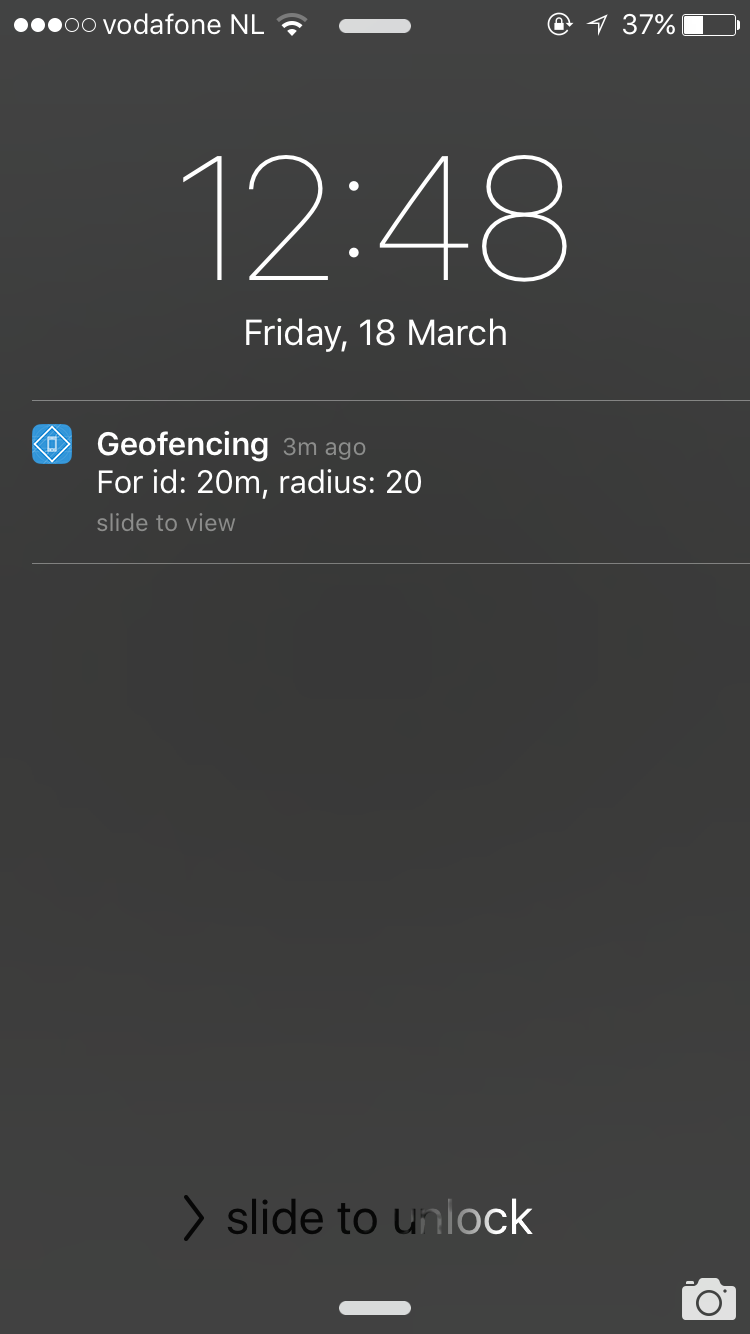 vodafone NL 37%
12:48
Friday, 18 March
Geofencing 3m ago
For id: 20m, radius: 20
slide to view
slide to unlock